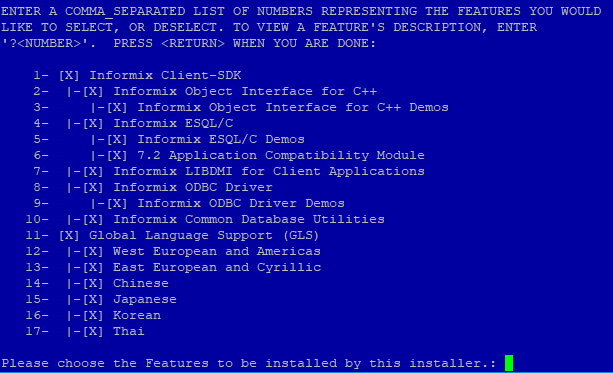 ENTER A COMMA_SEPARATED LIST OF NUMBERS REPRESENTING THE FEATURES YOU WOULD
LIKE TO SELECT, OR DESELECT. TO VIEW A FEATURE'S DESCRIPTION, ENTER
'?<NUMBER>'.  PRESS <RETURN> WHEN YOU ARE DONE:
1- [X] Informix Client-SDK
2-  |-[X] Informix Object Interface for C++
3-     |-[X] Informix Object Interface for C++ Demos
4-  |-[X] Informix ESQL/C
5-     |-[X] Informix ESQL/C Demos
6-     |-[X] 7.2 Application Compatibility Module
7-  |-[X] Informix LIBDMI for Client Applications
8-  |-[X] Informix ODBC Driver
9-     |-[X] Informix ODBC Driver Demos
10-  |-[X] Informix Common Database Utilities
11- [X] Global Language Support (GLS)
12-  |-[X] West European and Americas
13-  |-[X] East European and Cyrillic
14-  |-[X] Chinese
15-  |-[X] Japanese
16-  |-[X] Korean
17-  |-[X] Thai
Please choose the Features to be installed by this installer.: